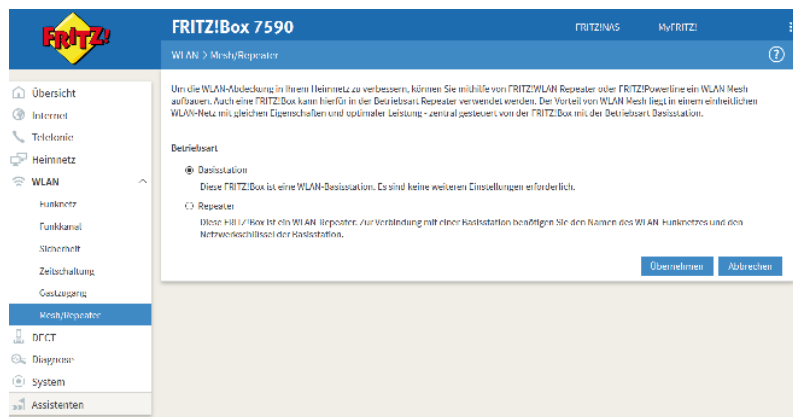 FRITZ!
FRITZ!Box 7590
FRITZ!NAS
MyFRITZ!
WLAN > Mesh/Repeater
?
Übersicht
Internet
Telefonie
Heimnetz
WLAN
Funknetz
Funkkanal
Sicherheit
Zeitschaltung
Gastzugang
Mesh/Repeater
DECT
Diagnose
System
Assistenten
Um die WLAN-Abdeckung in Ihrem Heimnetz zu verbessern, können Sie mithilfe von FRITZ!WLAN Repeater oder FRITZ!Powerline ein WLAN Mesh
aufbauen. Auch eine FRITZ!Box kann hierfür in der Betriebsart Repeater verwendet werden. Der Vorteil von WLAN Mesh liegt in einem einheitlichen
WLAN-Netz mit gleichen Eigenschaften und optimaler Leistung - zentral gesteuert von der FRITZ!Box mit der Betriebsart Basisstation.
Betriebsart
Basisstation
Diese FRITZ!Box ist eine WLAN-Basisstation. Es sind keine weiteren Einstellungen erforderlich.
Repeater
Diese FRITZ!Box ist ein WLAN-Repeater. Zur Verbindung mit einer Basisstation benötigen Sie den Namen des WLAN-Funknetzes und den
Netzwerkschlüssel der Basisstation.
Übernehmen
Abbrechen